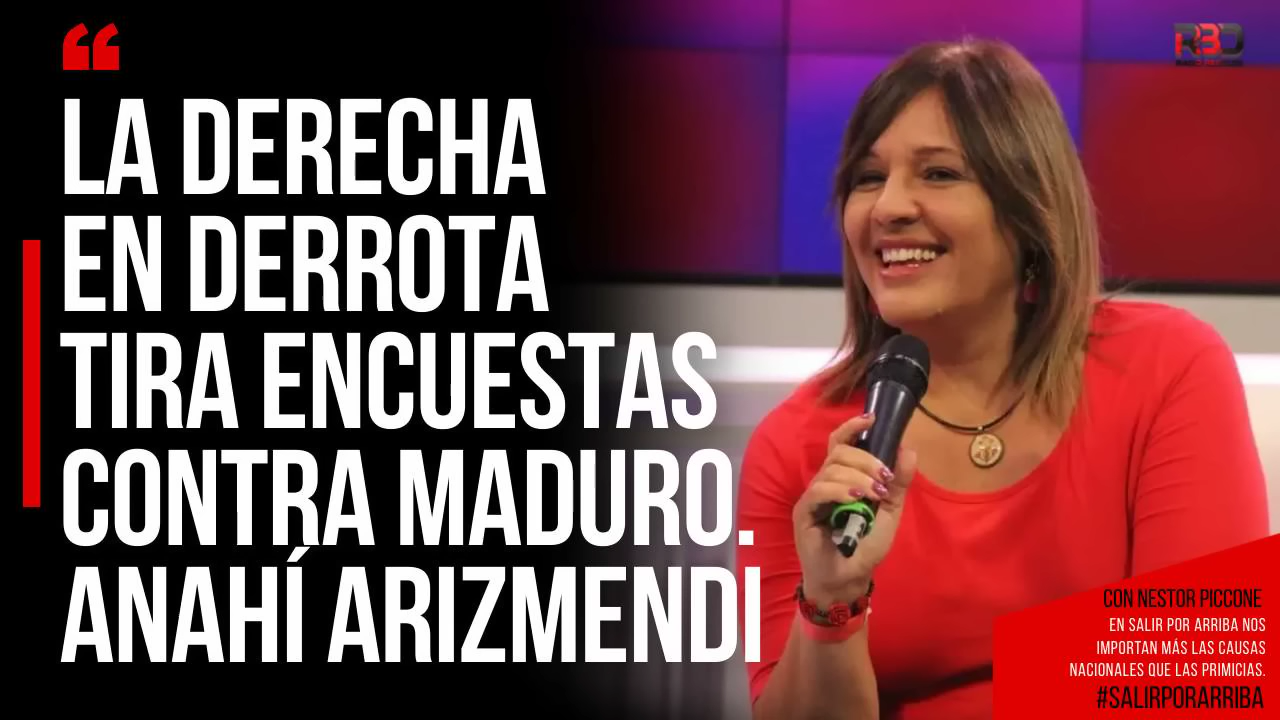 “
LA DERECHA
EN DERROTA
TIRA ENCUESTAS
CONTRA MADURO.
ANAHÍ ARIZMENDI
RBD
CON NESTOR PICCONE
EN SALIR POR ARRIBA NOS
IMPORTAN MÁS LAS CAUSAS
NACIONALES QUE LAS PRIMICIAS.
#SALIRPORARRIBA